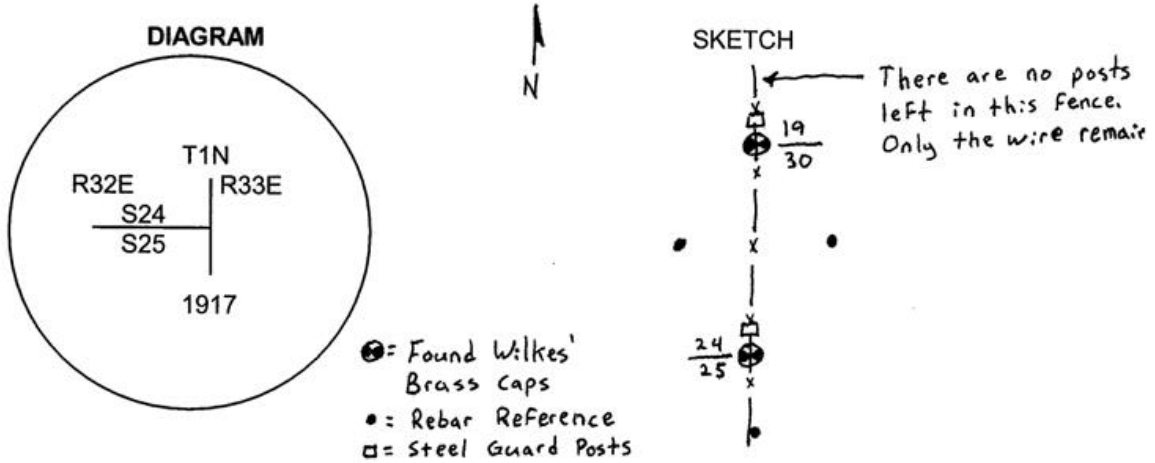 DIAGRAM
T1N
R32E R33E
S24
S25
1917
N
SKETCH
There are no posts
left in this Fence.
Only the wire remai
19
30
24
25
= Found Wilkes'
Brass Caps
= Rebar Reference
= Steel Guard Posts